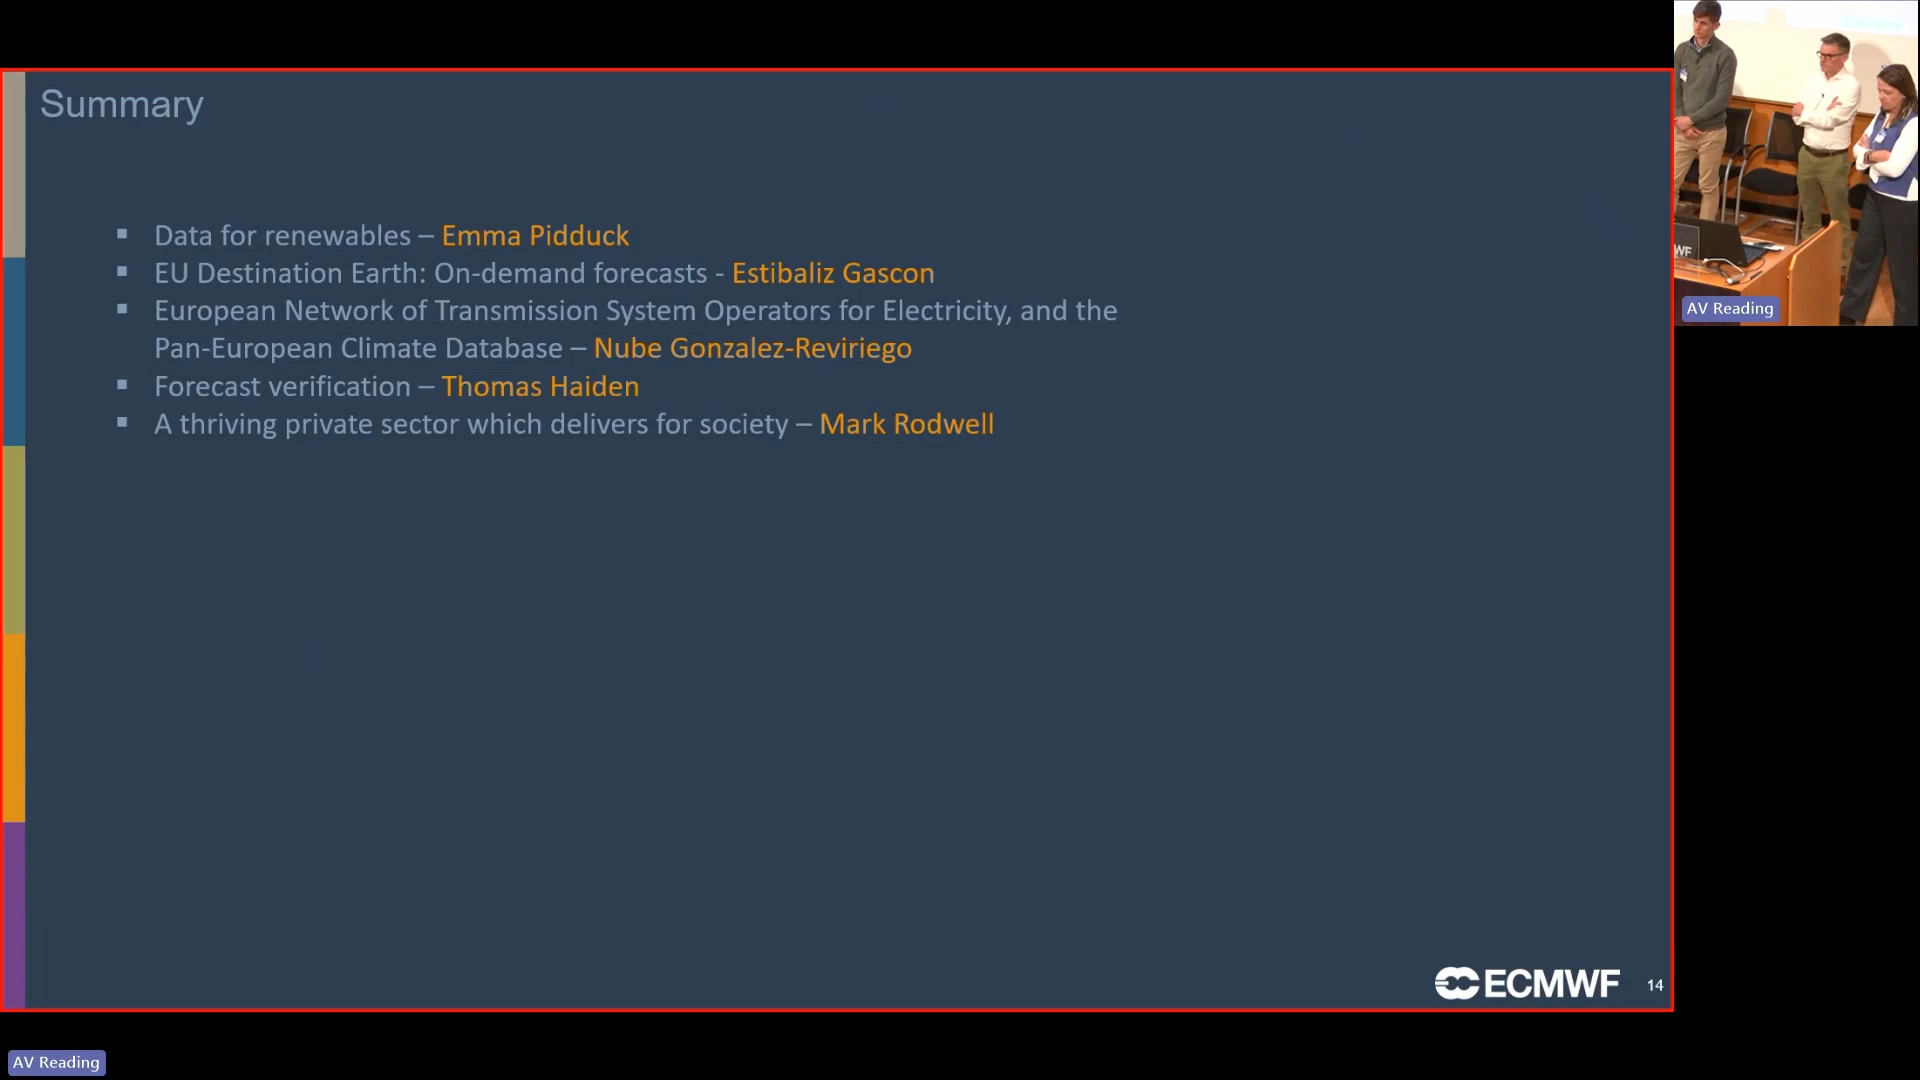 Summary
Data for renewables – Emma Pidduck
EU Destination Earth: On-demand forecasts - Estibaliz Gascon
European Network of Transmission System Operators for Electricity, and the
Pan-European Climate Database – Nube Gonzalez-Reviriego
Forecast verification – Thomas Haiden
A thriving private sector which delivers for society – Mark Rodwell
ECMWF 14
WF
AV Reading
AV Reading